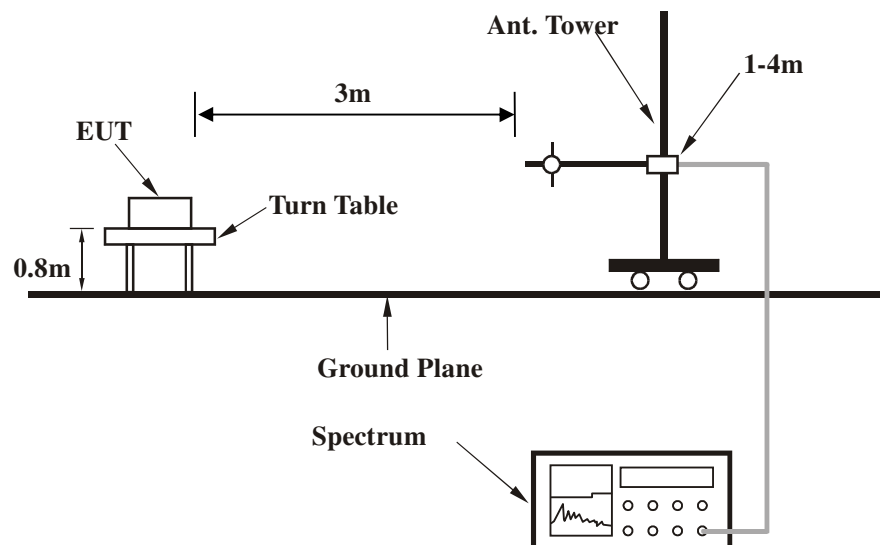 Ant. Tower
1-4m
3m
EUT
Turn Table
0.8m
Ground Plane
Spectrum